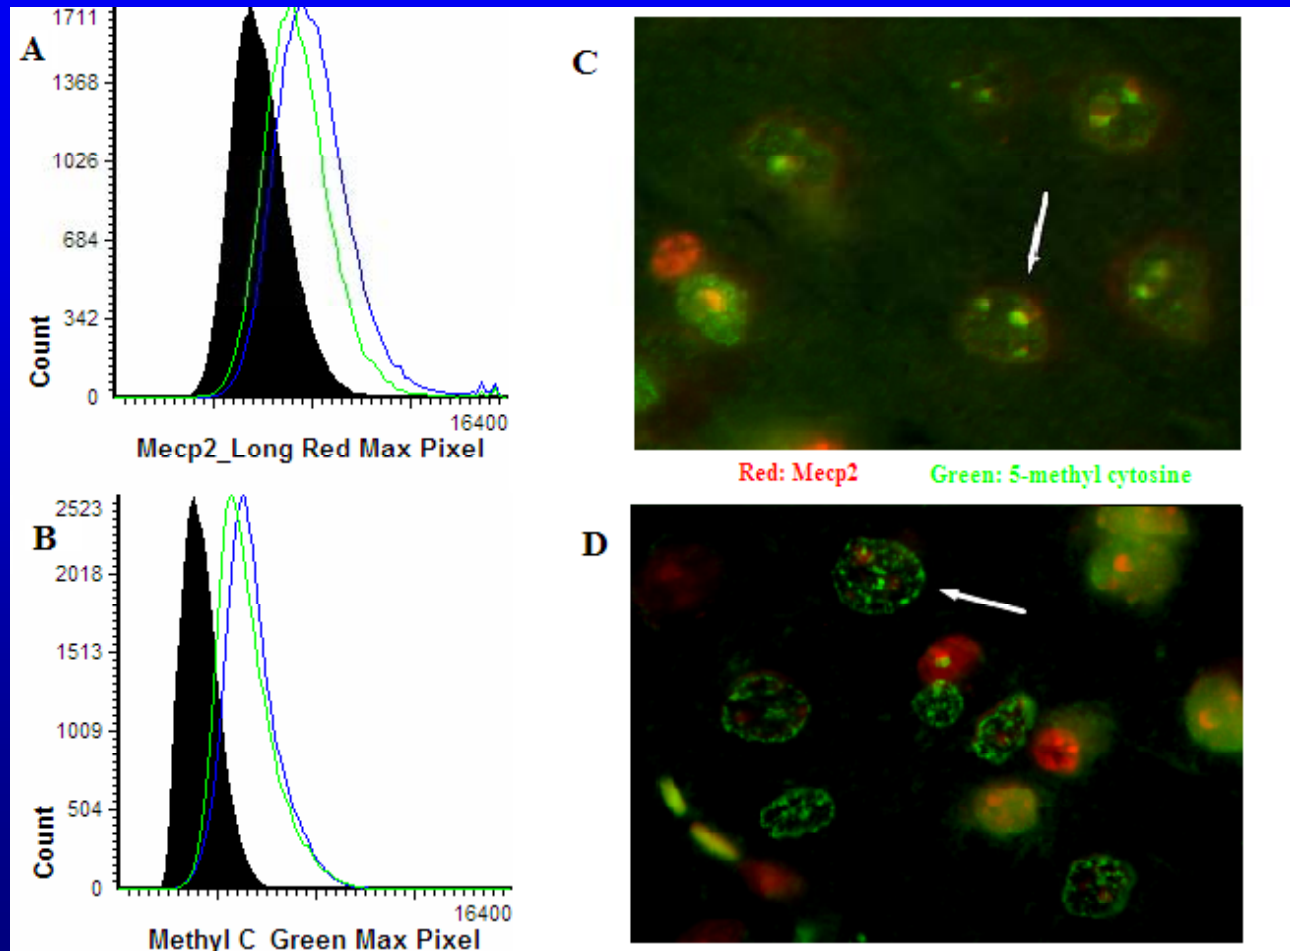 A
1711
1368
1026
684
342
0
Count
16400
Mecp2_Long Red Max Pixel
B
2523
2018
1513
1009
504
0
Count
16400
Methyl C Green Max Pixel
C
Red: Mecp2 Green: 5-methyl cytosine
D